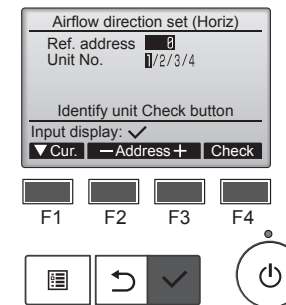 Airflow direction set (Horiz)
Ref. address 0
Unit No. 1/2/3/4
Identify unit Check button
Input display: ✓
▼ Cur. －Address＋ Check
F1 F2 F3 F4